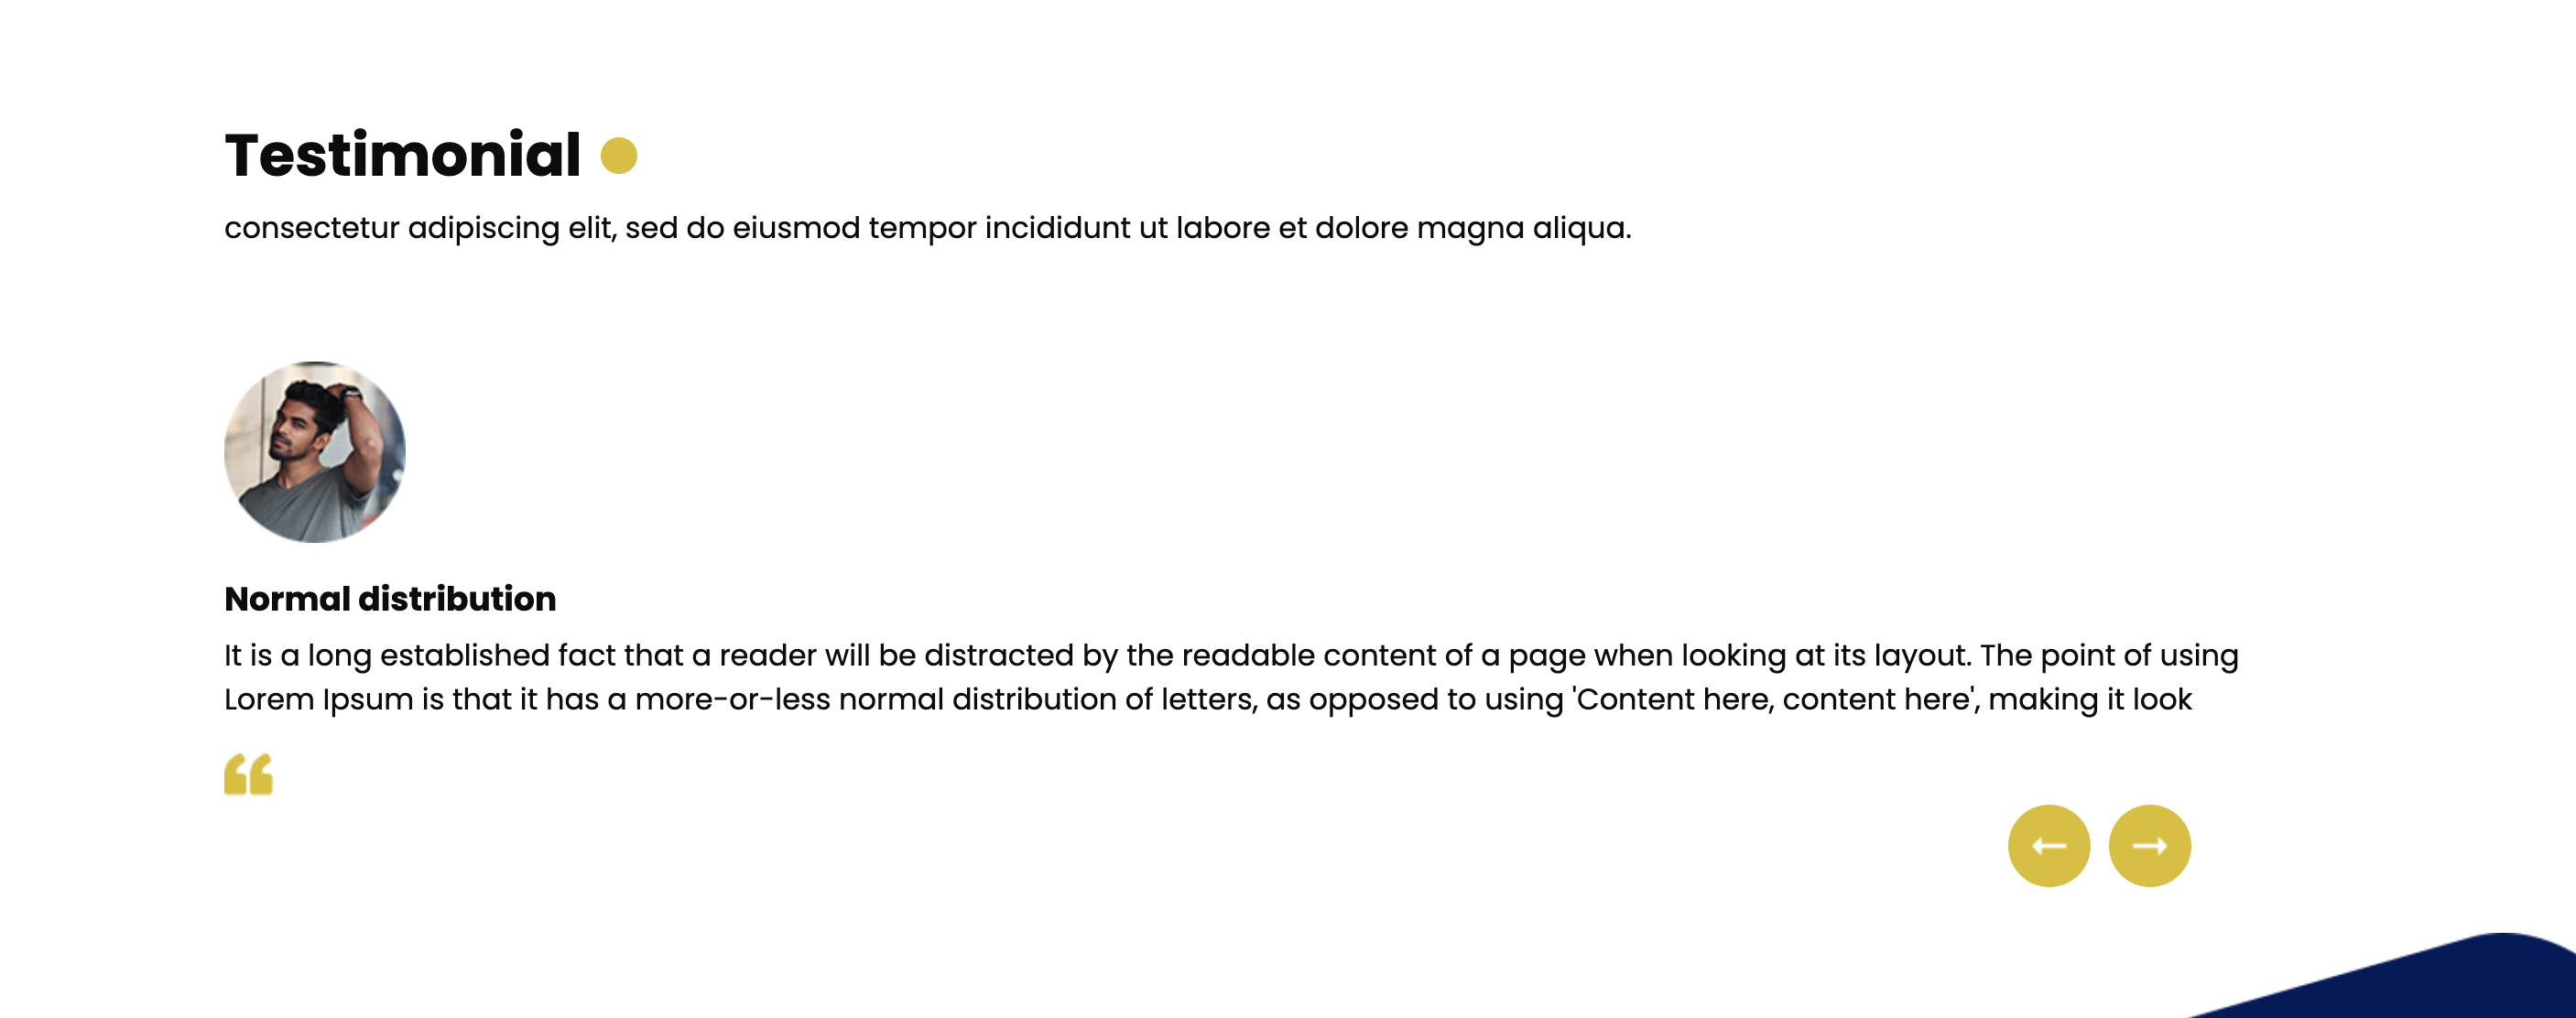 Testimonial
consectetur adipiscing elit, sed do eiusmod tempor incididunt ut labore et dolore magna aliqua.
Normal distribution
It is a long established fact that a reader will be distracted by the readable content of a page when looking at its layout. The point of using
Lorem Ipsum is that it has a more-or-less normal distribution of letters, as opposed to using 'Content here, content here', making it look